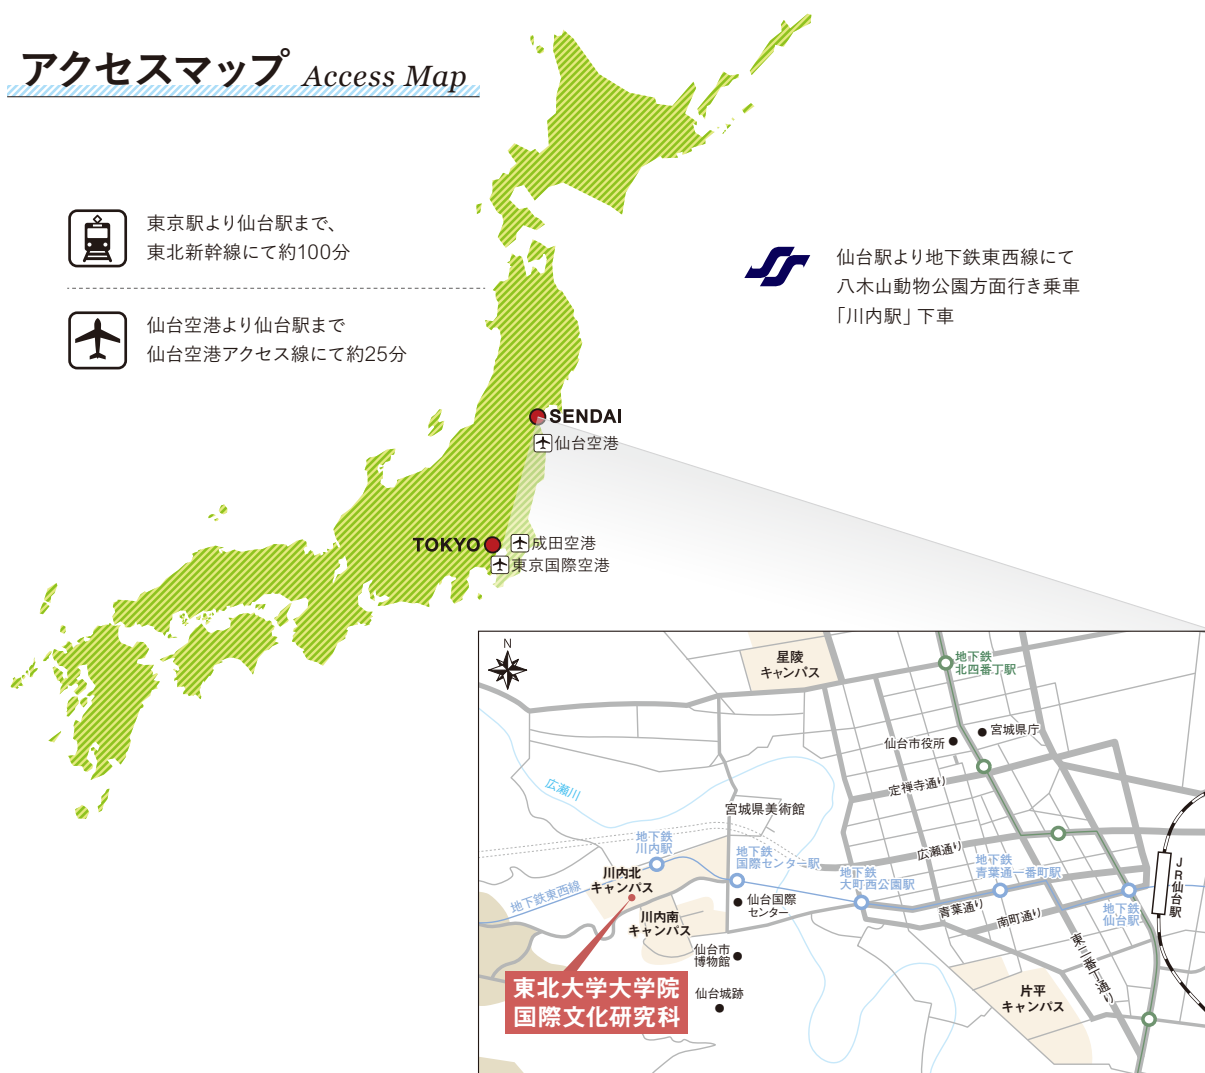 アクセスマップ Access Map
東京駅より仙台駅まで、
東北新幹線にて約100分
仙台空港より仙台駅まで
仙台空港アクセス線にて約25分
仙台駅より地下鉄東西線にて
八木山動物公園方面行き乗車
「川内駅」下車
SENDAI
仙台空港
TOKYO
成田空港
東京国際空港
N
星陵
キャンパス
地下鉄
北四番丁駅
宮城県庁
仙台市役所
定禅寺通り
広瀬川
宮城県美術館
広瀬通り
地下鉄
川内駅
地下鉄
国際センター駅
地下鉄
大町西公園駅
地下鉄
青葉通一番町駅
地下鉄
仙台駅
JR仙台駅
地下鉄東西線
川内北
キャンパス
川内南
キャンパス
仙台国際
センター
青葉通り
南町通り
東三番丁通り
仙台市
博物館
仙台城跡
片平
キャンパス
東北大学大学院
国際文化研究科